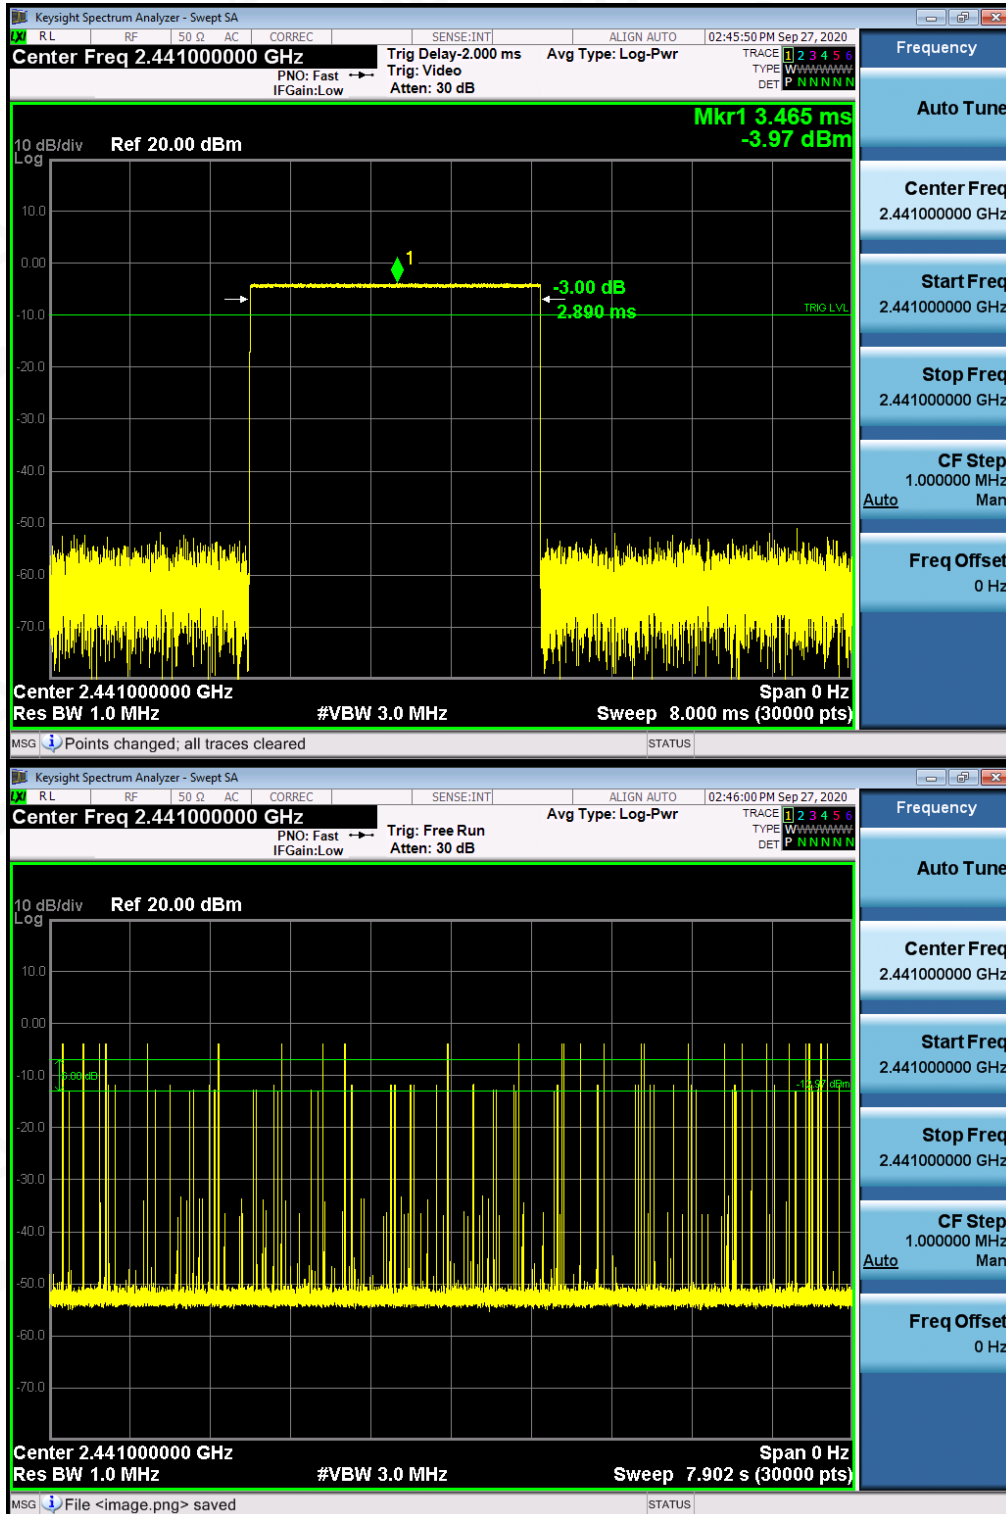 Keysight Spectrum Analyzer - Swept SA
LXI RL RF 50 Ω AC CORREC SENSE:INT ALIGN AUTO 02:45:50 PM Sep 27, 2020
Center Freq 2.441000000 GHz
Trig Delay-2.000 ms
Avg Type: Log-Pwr
TRACE 1 2 3 4 5 6
PNO: Fast
Trig: Video
TYPE WWWWWW
IFGain:Low
Atten: 30 dB
DET P N N N N N
Frequency
Mkr1 3.465 ms
-3.97 dBm
10 dB/div Ref 20.00 dBm
Log
10.0
0.00
1
-3.00 dB
2.890 ms
TRIG LVL
-10.0
-20.0
-30.0
-40.0
-50.0
-60.0
-70.0
Center 2.441000000 GHz Span 0 Hz
Res BW 1.0 MHz #VBW 3.0 MHz Sweep 8.000 ms (30000 pts)
MSG Points changed; all traces cleared STATUS
Auto Tune
Center Freq
2.441000000 GHz
Start Freq
2.441000000 GHz
Stop Freq
2.441000000 GHz
CF Step
1.000000 MHz
Auto Man
Freq Offset
0 Hz
Keysight Spectrum Analyzer - Swept SA
LXI RL RF 50 Ω AC CORREC SENSE:INT ALIGN AUTO 02:46:00 PM Sep 27, 2020
Center Freq 2.441000000 GHz
Avg Type: Log-Pwr
TRACE 1 2 3 4 5 6
PNO: Fast
Trig: Free Run
TYPE WWWWWW
IFGain:Low
Atten: 30 dB
DET P N N N N N
Frequency
10 dB/div Ref 20.00 dBm
Log
10.0
0.00
-10.0
-20.0
-30.0
-40.0
-50.0
-60.0
-70.0
Center 2.441000000 GHz Span 0 Hz
Res BW 1.0 MHz #VBW 3.0 MHz Sweep 7.902 s (30000 pts)
MSG File <image.png> saved STATUS
Auto Tune
Center Freq
2.441000000 GHz
Start Freq
2.441000000 GHz
Stop Freq
2.441000000 GHz
CF Step
1.000000 MHz
Auto Man
Freq Offset
0 Hz